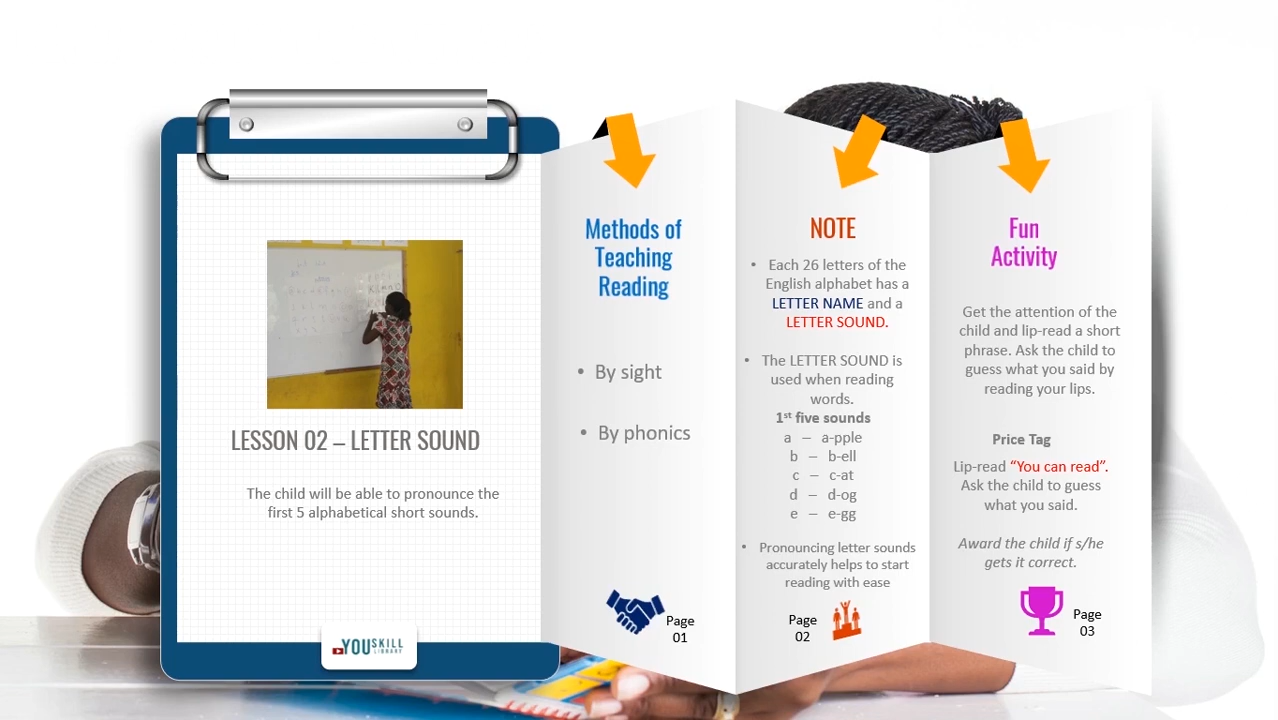 LESSON 02 – LETTER SOUND
The child will be able to pronounce the
first 5 alphabetical short sounds.
YOUSKILL
LIBRARY
Methods of
Teaching
Reading
• By sight
• By phonics
Page
01
NOTE
• Each 26 letters of the
English alphabet has a
LETTER NAME and a
LETTER SOUND.
• The LETTER SOUND is
used when reading
words.
1st five sounds
a – a-pple
b – b-ell
c – c-at
d – d-og
e – e-gg
• Pronouncing letter sounds
accurately helps to start
reading with ease
Page
02
Fun
Activity
Get the attention of the
child and lip-read a short
phrase. Ask the child to
guess what you said by
reading your lips.
Price Tag
Lip-read “You can read”.
Ask the child to guess
what you said.
Award the child if s/he
gets it correct.
Page
03